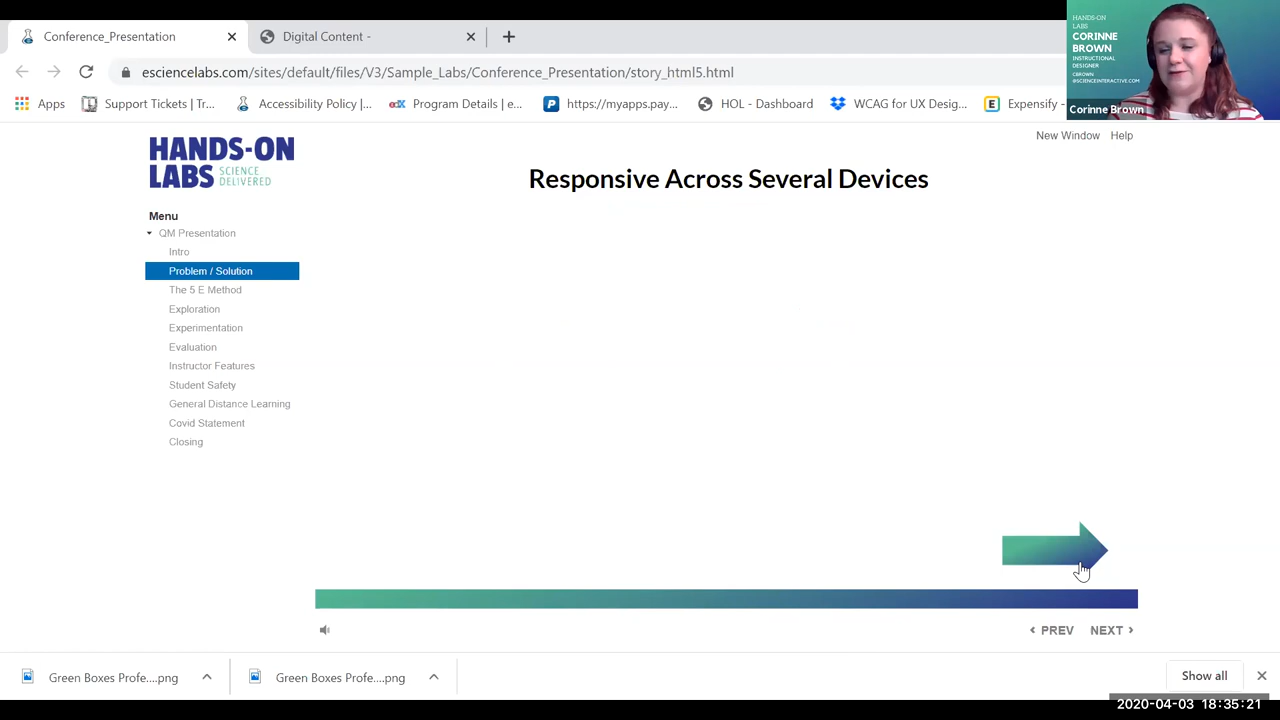 Conference_Presentation
Digital Content -
esciencelabs.com/sites/default/files/
ample_Labs/Conference_Presentation/story_html5.html
Apps
Support Tickets | Tr...
Accessibility Policy |...
Program Details | e...
https://myapps.pay...
HOL - Dashboard
WCAG for UX Desig...
Expensify -
HANDS-ON
LABS
CORINNE
BROWN
INSTRUCTIONAL
DESIGNER
CBROWN
@SCIENCEINTERACTIVE.COM
Corinne Brown
New Window
Help
HANDS-ON
LABS SCIENCE
DELIVERED
Responsive Across Several Devices
Menu
QM Presentation
Intro
Problem / Solution
The 5 E Method
Exploration
Experimentation
Evaluation
Instructor Features
Student Safety
General Distance Learning
Covid Statement
Closing
PREV
NEXT
Green Boxes Profe....png
Green Boxes Profe....png
Show all
2020-04-03 18:35:21